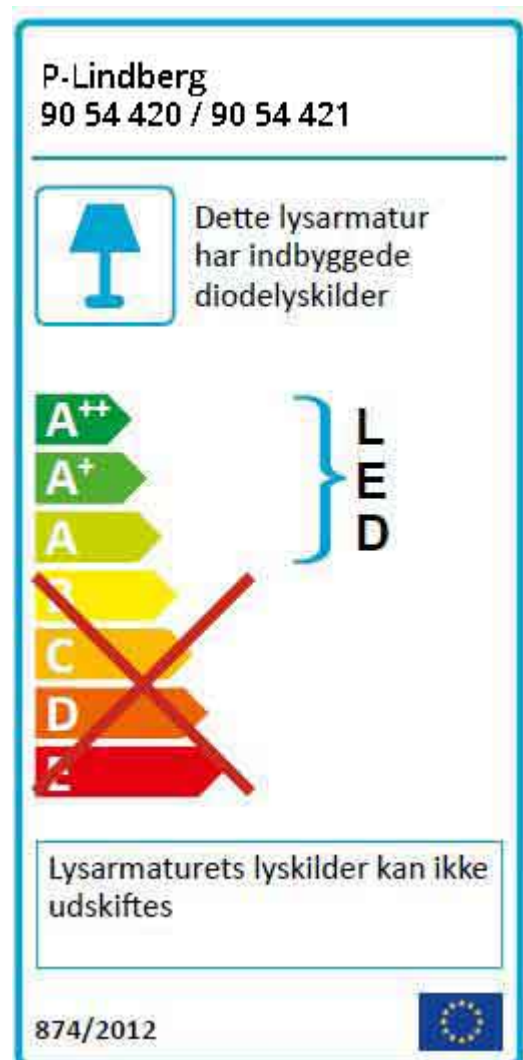 P-Lindberg
90 54 420 / 90 54 421
Dette lysarmatur
har indbyggede
diodelyskilder
A++
A+
A
B
C
D
E
L
E
D
Lysarmaturets lyskilder kan ikke
udskiftes
874/2012